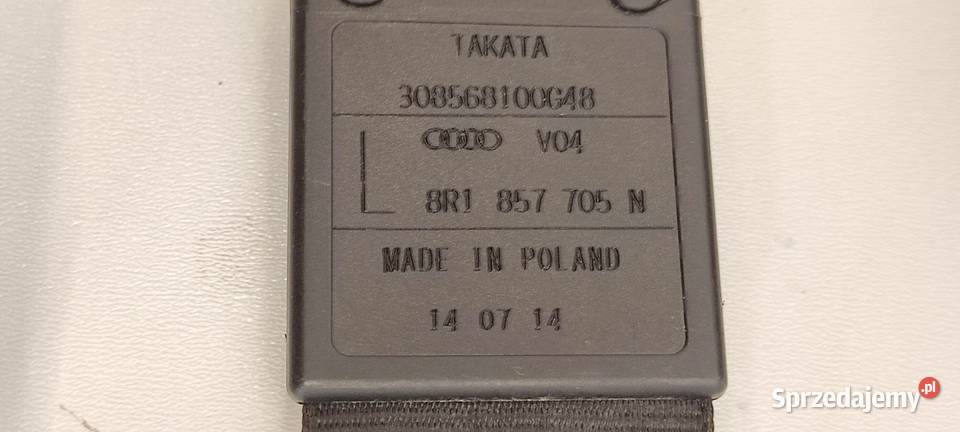 TAKATA
308568100G48
V04
8R1 857 705 N
MADE IN POLAND
14 07 14
Sprzedajemy.pl